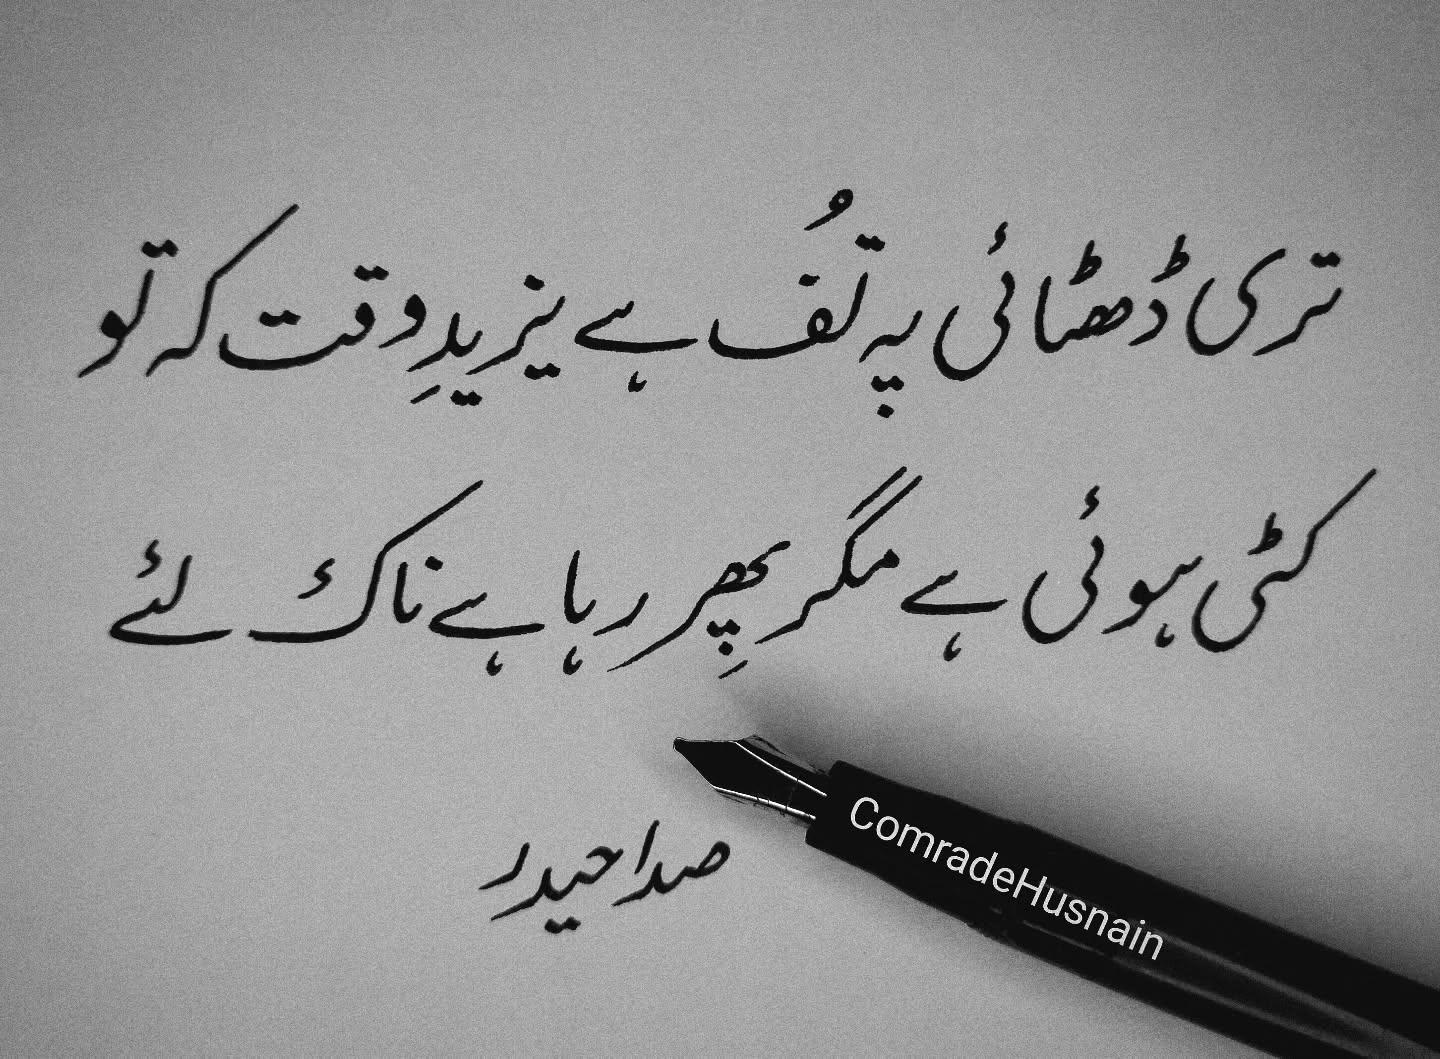 تری ڈھٹائی پہ تُف ہے یزیدِ وقت کہ تو
کٹی ہوئی ہے مگر پھِر رہا ہے ناک لئے
صدا حیدر
ComradeHusnain